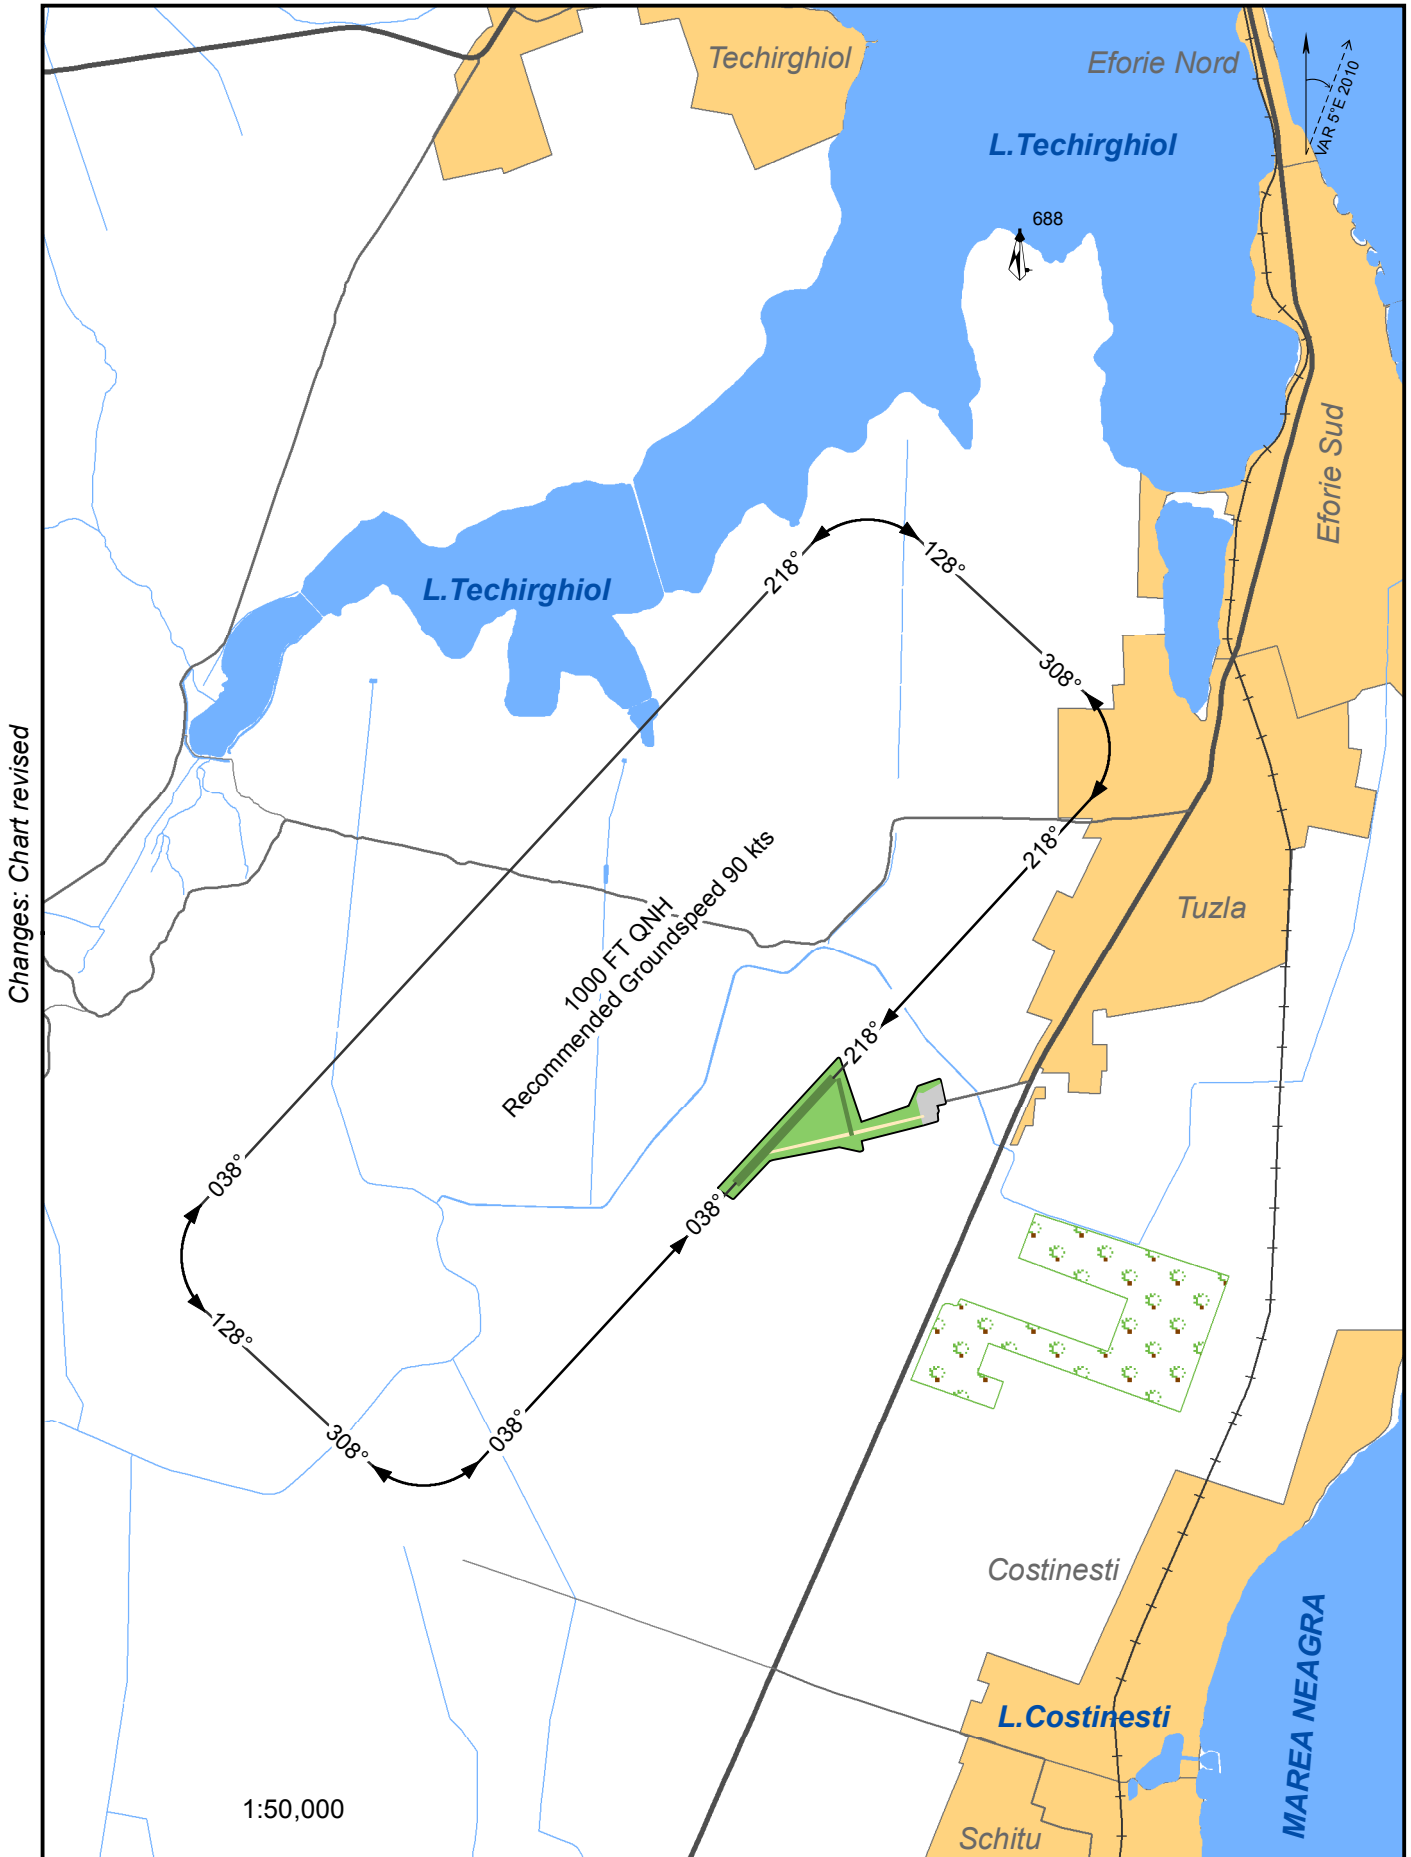 Techirghiol
Eforie Nord
VAR 5°E 2010
L.Techirghiol
688
Eforie Sud
218°
128°
L.Techirghiol
308°
218°
Changes: Chart revised
Tuzla
1000 FT QNH
Recommended Groundspeed 90 kts
218°
038°
038°
128°
308°
038°
Costinesti
MAREA NEAGRA
L.Costinesti
1:50,000
Schitu